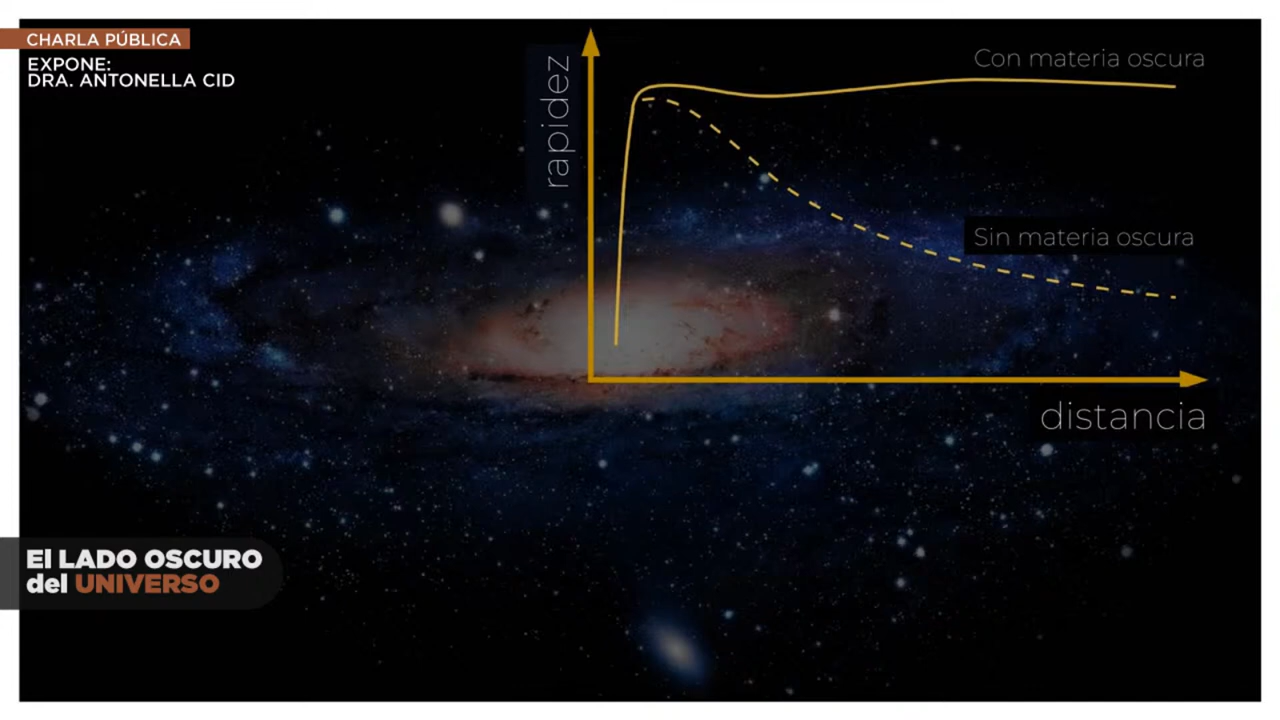 CHARLA PÚBLICA
EXPONE:
DRA. ANTONELLA CID
rapidez
Con materia oscura
Sin materia oscura
distancia
El LADO OSCURO
del UNIVERSO